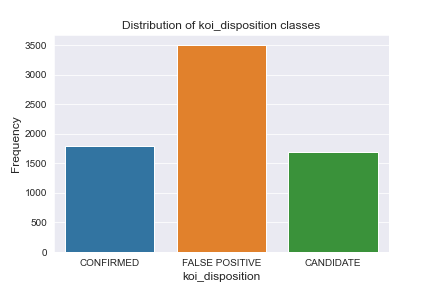 Distribution of koi_disposition classes
Frequency
3500
3000
2500
2000
1500
1000
500
0
CONFIRMED FALSE POSITIVE CANDIDATE
koi_disposition